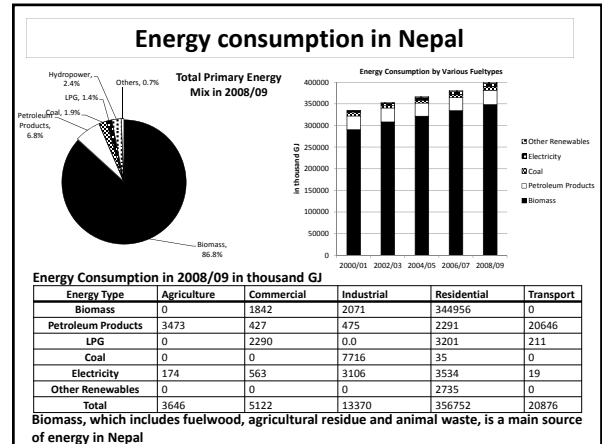 Energy consumption in Nepal
Total Primary Energy
Mix in 2008/09
Hydropower,
2.4%
Others, 0.7%
LPG, 1.4%
Coal, 1.9%
Petroleum
Products,
6.8%
Biomass,
86.8%
Energy Consumption by Various Fueltypes
in thousand GJ
400000
350000
300000
250000
200000
150000
100000
50000
0
2000/01 2002/03 2004/05 2006/07 2008/09
Other Renewables
Electricity
Coal
Petroleum Products
Biomass
Energy Consumption in 2008/09 in thousand GJ
Energy Type Agriculture Commercial Industrial Residential Transport
Biomass 0 1842 2071 344956 0
Petroleum Products 3473 427 475 2291 20646
LPG 0 2290 0.0 3201 211
Coal 0 0 7716 35 0
Electricity 174 563 3106 3534 19
Other Renewables 0 0 0 2735 0
Total 3646 5122 13370 356752 20876
Biomass, which includes fuelwood, agricultural residue and animal waste, is a main source
of energy in Nepal